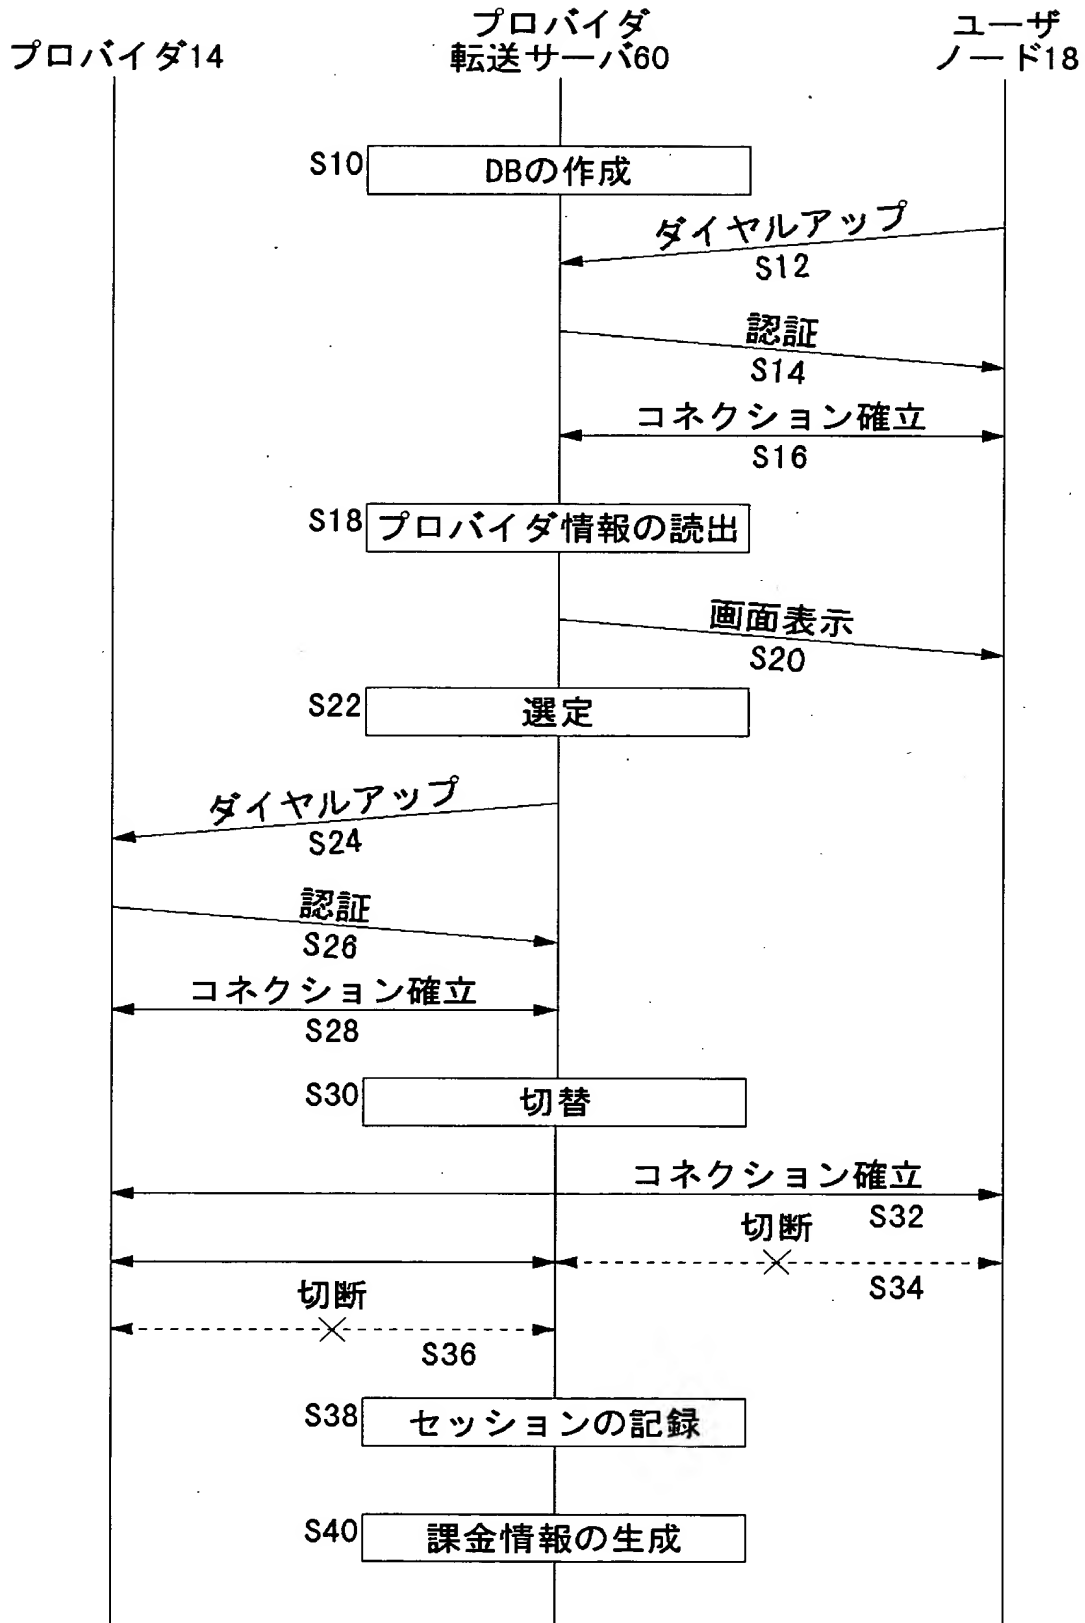 プロバイダ14
プロバイダ
転送サーバ60
ユーザ
ノード18
S10
DBの作成
ダイヤルアップ
S12
認証
S14
コネクション確立
S16
S18
プロバイダ情報の読出
画面表示
S20
S22
選定
ダイヤルアップ
S24
認証
S26
コネクション確立
S28
S30
切替
コネクション確立
S32
切断
S34
切断
S36
S38
セッションの記録
S40
課金情報の生成